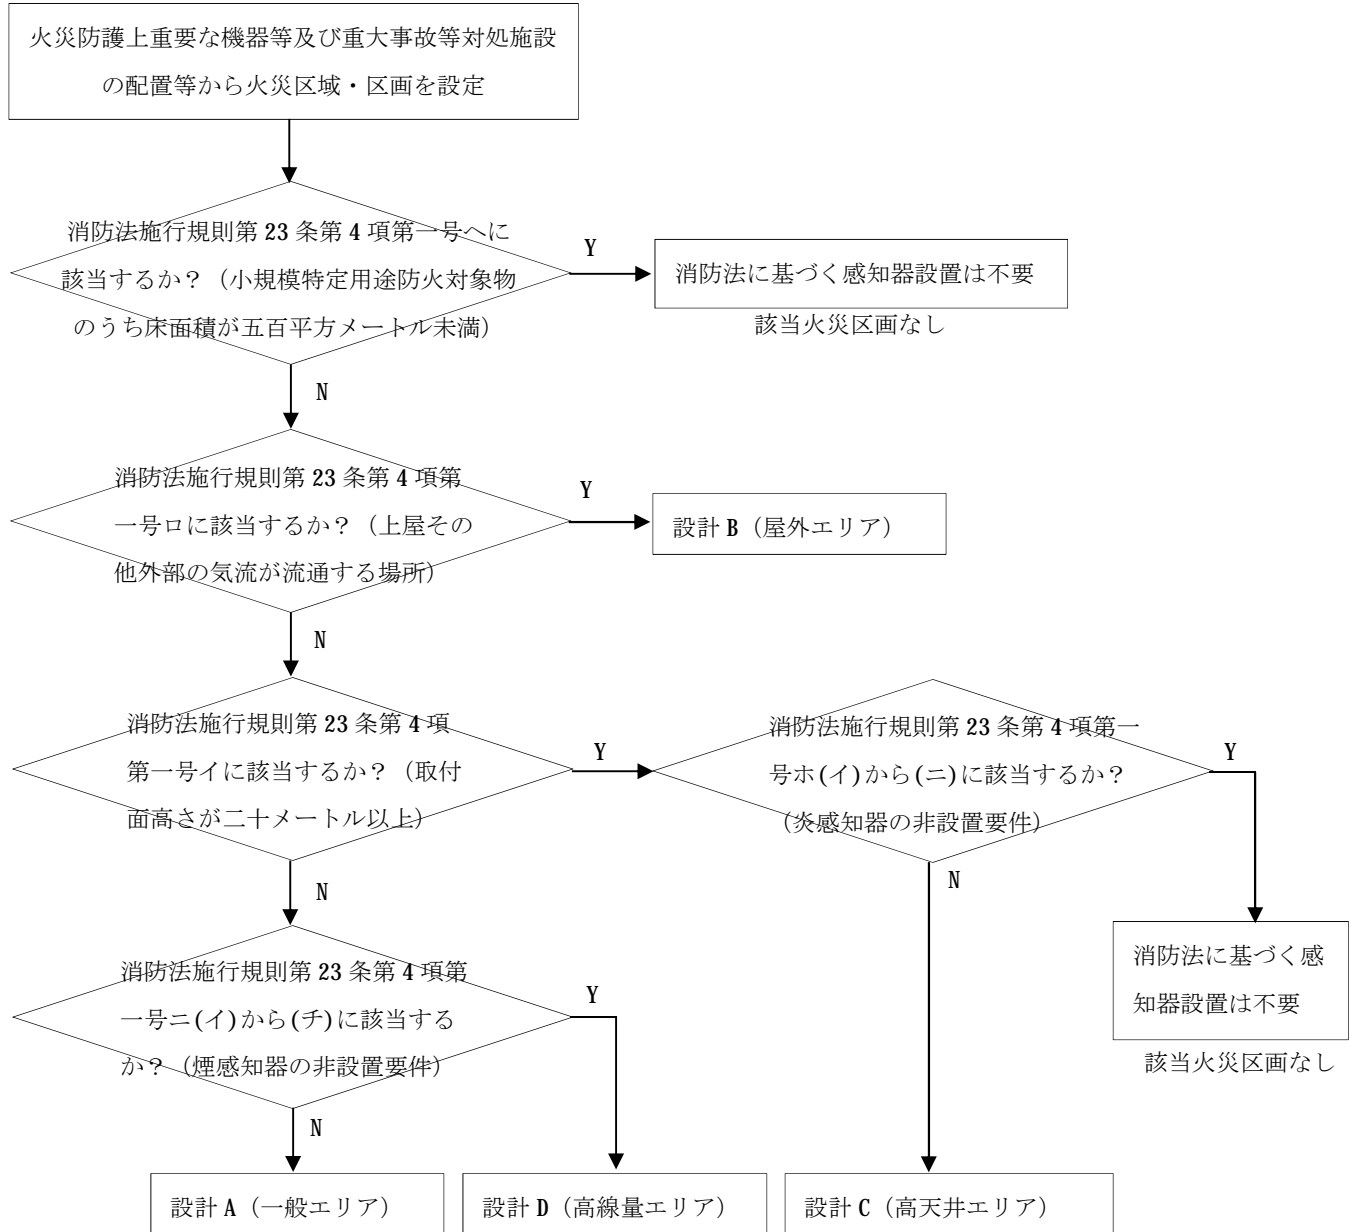 火災防護上重要な機器等及び重大事故等対処施設
の配置等から火災区域・区画を設定
消防法施行規則第 23 条第 4 項第一号ヘに
該当するか？（小規模特定用途防火対象物
のうち床面積が五百平方メートル未満）
Y
消防法に基づく感知器設置は不要
該当火災区画なし
N
消防法施行規則第 23 条第 4 項第
一号ロに該当するか？（上屋その
他外部の気流が流通する場所）
Y
設計 B（屋外エリア）
N
消防法施行規則第 23 条第 4 項
第一号イに該当するか？（取付
面高さが二十メートル以上）
Y
消防法施行規則第 23 条第 4 項第一
号ホ(イ)から(ニ)に該当するか？
（炎感知器の非設置要件）
Y
消防法に基づく感
知器設置は不要
該当火災区画なし
N
N
消防法施行規則第 23 条第 4 項第
一号ニ(イ)から(チ)に該当する
か？（煙感知器の非設置要件）
Y
N
設計 A（一般エリア）
設計 D（高線量エリア）
設計 C（高天井エリア）